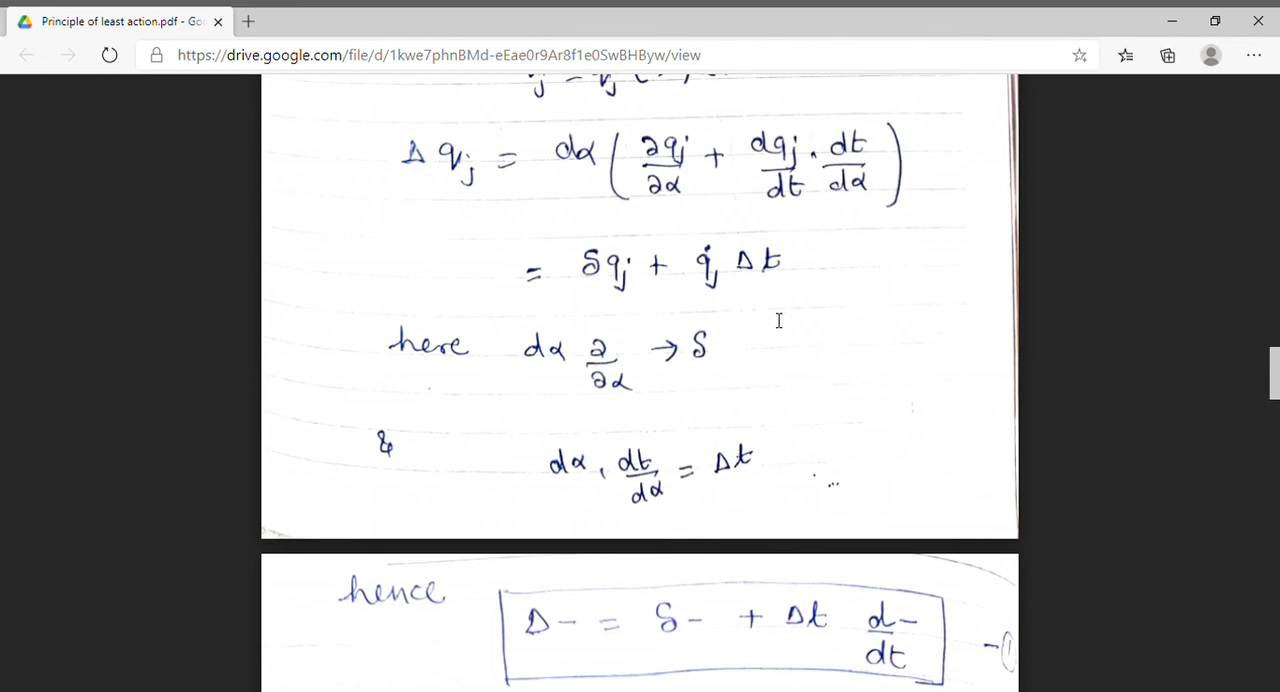 Principle of least action.pdf - Go
https://drive.google.com/file/d/1kwe7phnBMd-eEae0r9Ar8f1e0SwBHByw/view
Δ qj = dα ( ∂qj/∂α + dqj/dt . dt/dα )
= δqj + q̇j Δt
here dα ∂/∂α → δ
& dα . dt/dα = Δt
hence Δ- = δ- + Δt d-/dt